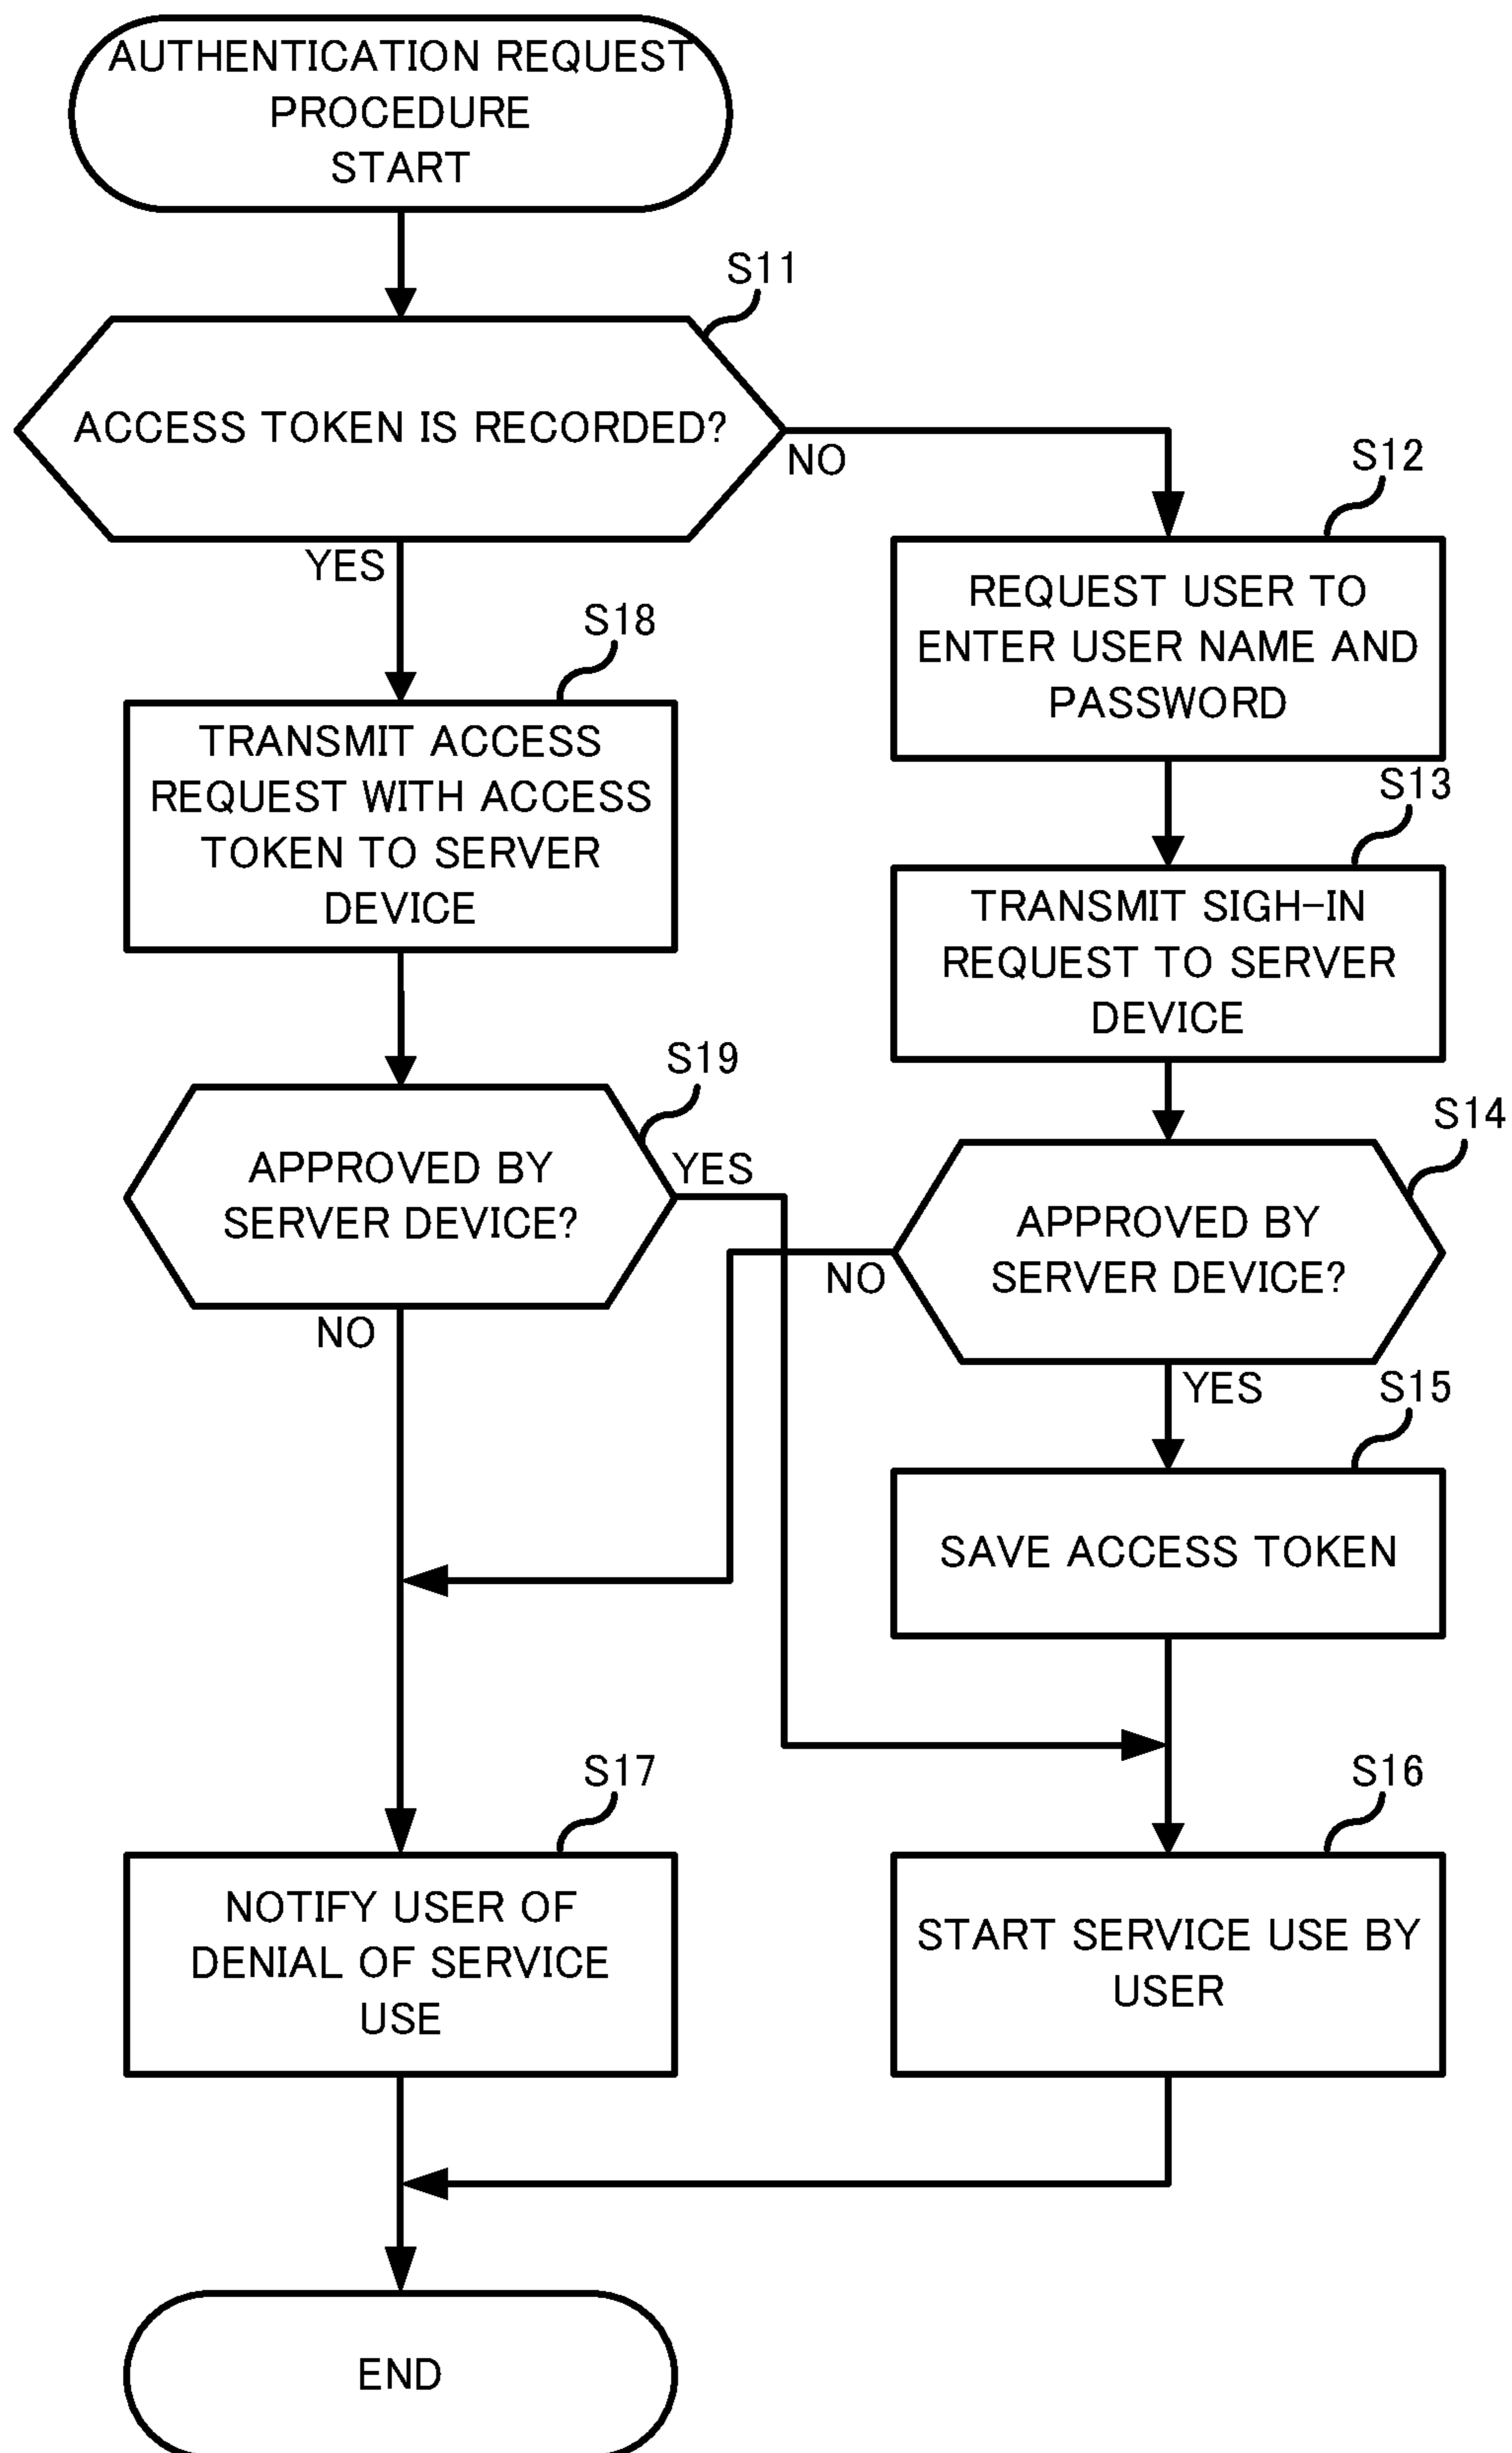 AUTHENTICATION REQUEST
PROCEDURE
START
S11
ACCESS TOKEN IS RECORDED?
NO
YES
S12
REQUEST USER TO
ENTER USER NAME AND
PASSWORD
S18
TRANSMIT ACCESS
REQUEST WITH ACCESS
TOKEN TO SERVER
DEVICE
S13
TRANSMIT SIGH-IN
REQUEST TO SERVER
DEVICE
S19
APPROVED BY
SERVER DEVICE?
YES
NO
S14
APPROVED BY
SERVER DEVICE?
NO
YES
S15
SAVE ACCESS TOKEN
S17
NOTIFY USER OF
DENIAL OF SERVICE
USE
S16
START SERVICE USE BY
USER
END